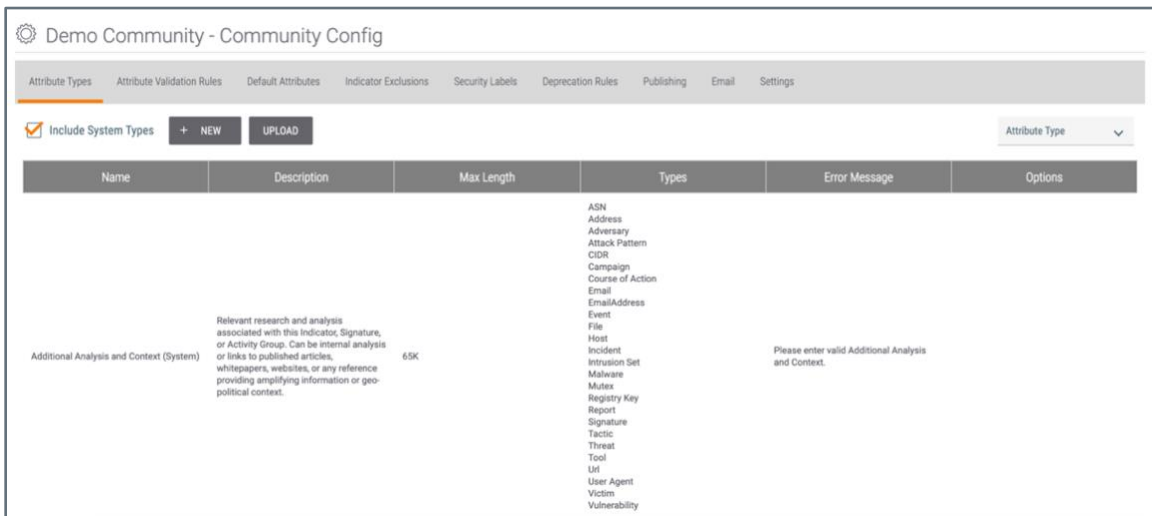 Demo Community - Community Config
Attribute Types Attribute Validation Rules Default Attributes Indicator Exclusions Security Labels Deprecation Rules Publishing Email Settings
Include System Types + NEW UPLOAD Attribute Type
Name Description Max Length Types Error Message Options
Additional Analysis and Context (System)
Relevant research and analysis
associated with this Indicator, Signature,
or Activity Group. Can be internal analysis
or links to published articles,
whitepapers, websites, or any reference
providing amplifying information or geo-
political context.
65K
ASN
Address
Adversary
Attack Pattern
CIDR
Campaign
Course of Action
Email
EmailAddress
Event
File
Host
Incident
Intrusion Set
Malware
Mutex
Registry Key
Report
Signature
Tactic
Threat
Tool
Url
User Agent
Victim
Vulnerability
Please enter valid Additional Analysis
and Context.